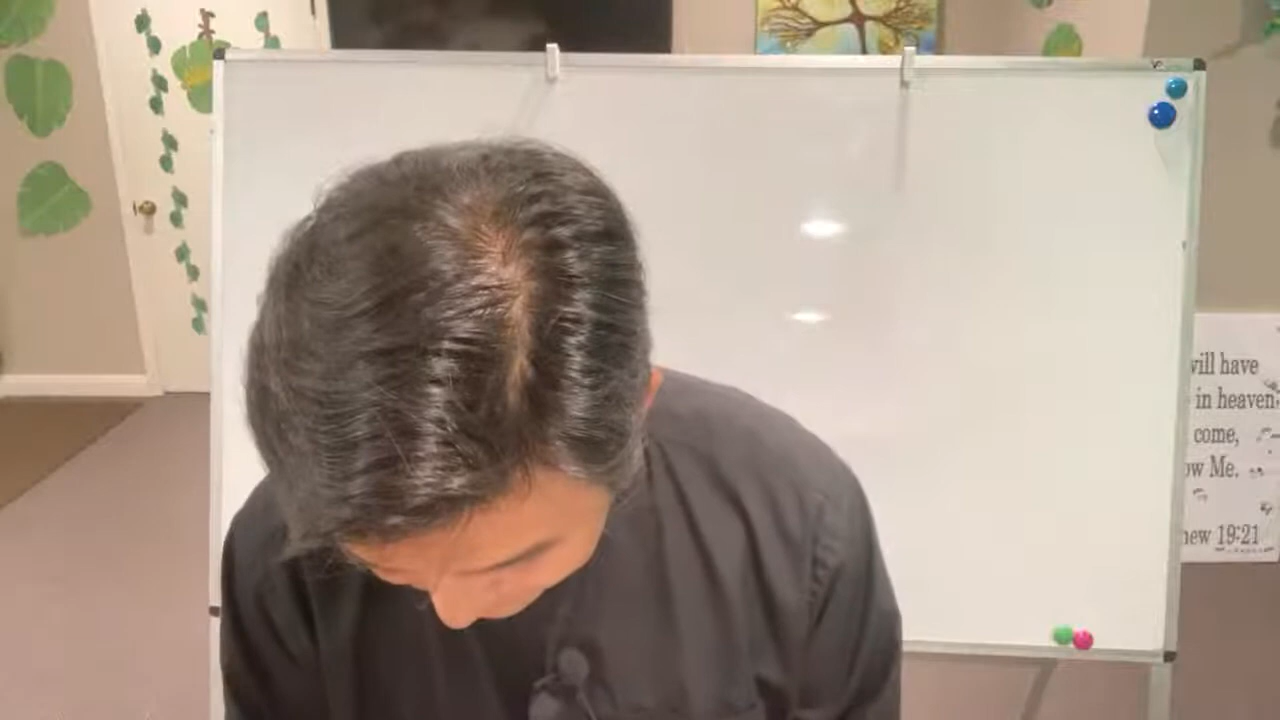 will have
in heaven.
come,
ow Me.
hew 19:21